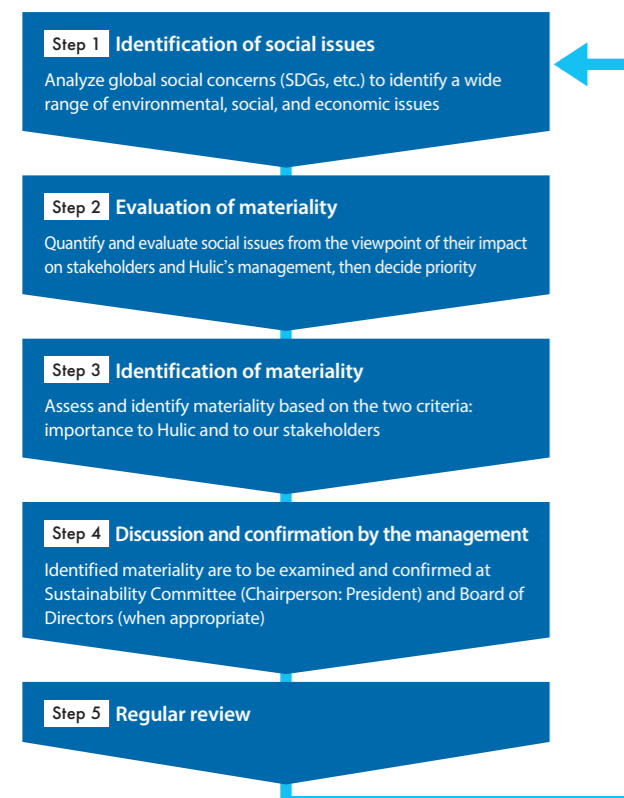 Step 1 Identification of social issues
Analyze global social concerns (SDGs, etc.) to identify a wide
range of environmental, social, and economic issues
Step 2 Evaluation of materiality
Quantify and evaluate social issues from the viewpoint of their impact
on stakeholders and Hulic's management, then decide priority
Step 3 Identification of materiality
Assess and identify materiality based on the two criteria:
importance to Hulic and to our stakeholders
Step 4 Discussion and confirmation by the management
Identified materiality are to be examined and confirmed at
Sustainability Committee (Chairperson: President) and Board of
Directors (when appropriate)
Step 5 Regular review